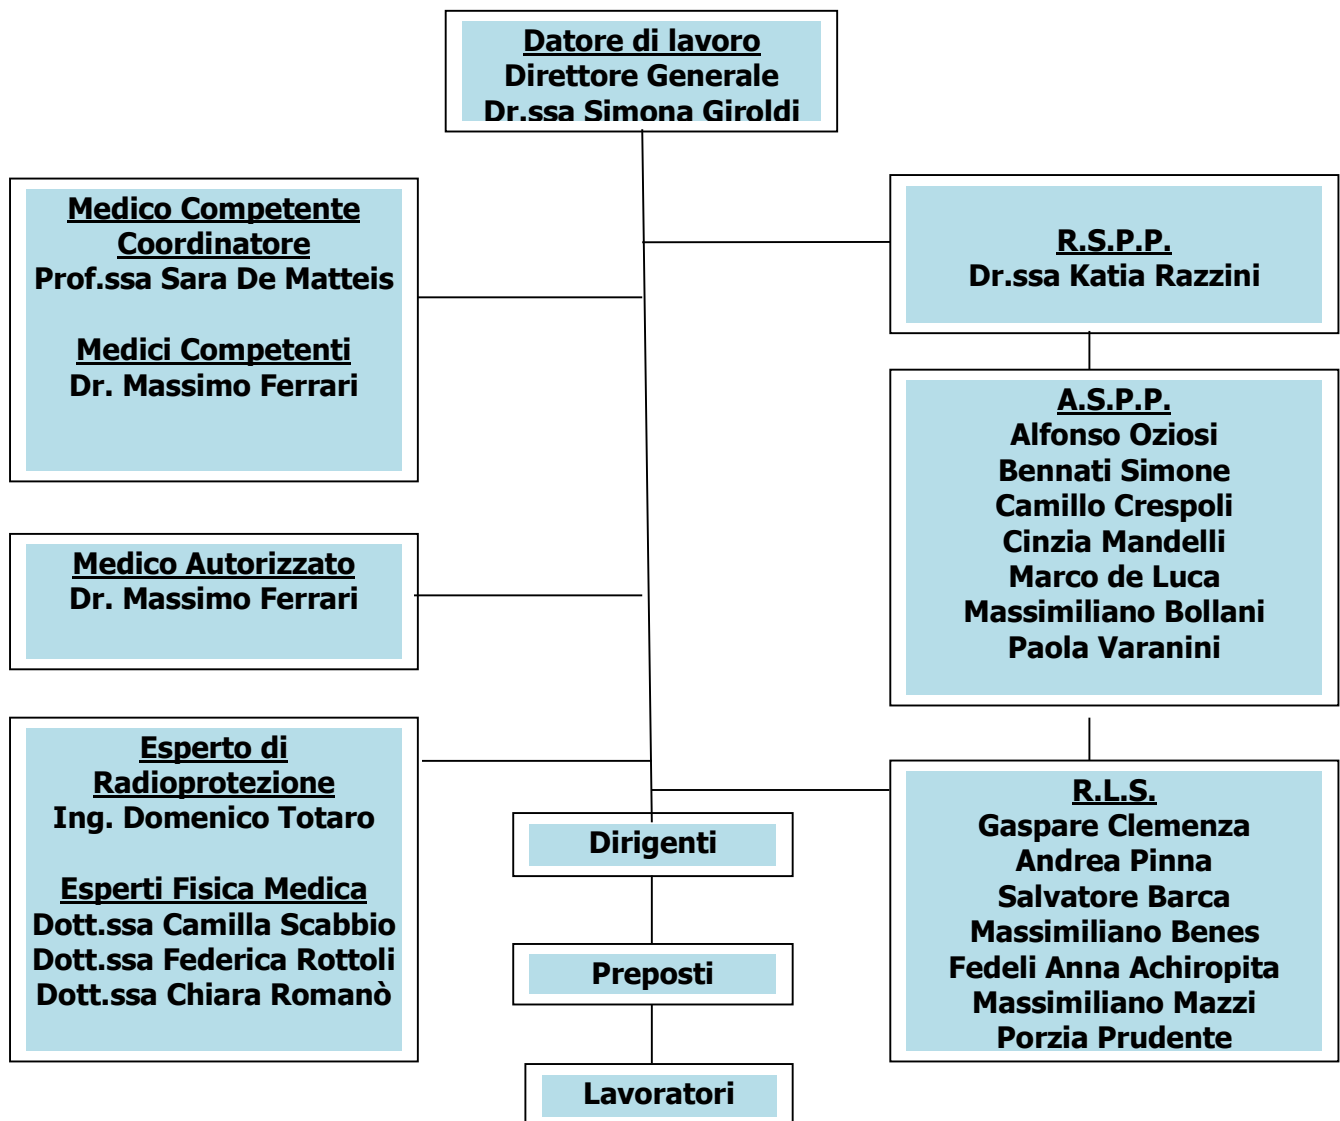 Datore di lavoro
Direttore Generale
Dr.ssa Simona Giroldi
Medico Competente
Coordinatore
Prof.ssa Sara De Matteis
Medici Competenti
Dr. Massimo Ferrari
R.S.P.P.
Dr.ssa Katia Razzini
A.S.P.P.
Alfonso Oziosi
Bennati Simone
Camillo Crespoli
Cinzia Mandelli
Marco de Luca
Massimiliano Bollani
Paola Varanini
Medico Autorizzato
Dr. Massimo Ferrari
Esperto di
Radioprotezione
Ing. Domenico Totaro
Esperti Fisica Medica
Dott.ssa Camilla Scabbio
Dott.ssa Federica Rottoli
Dott.ssa Chiara Romanò
R.L.S.
Gaspare Clemenza
Andrea Pinna
Salvatore Barca
Massimiliano Benes
Fedeli Anna Achiropita
Massimiliano Mazzi
Porzia Prudente
Dirigenti
Preposti
Lavoratori